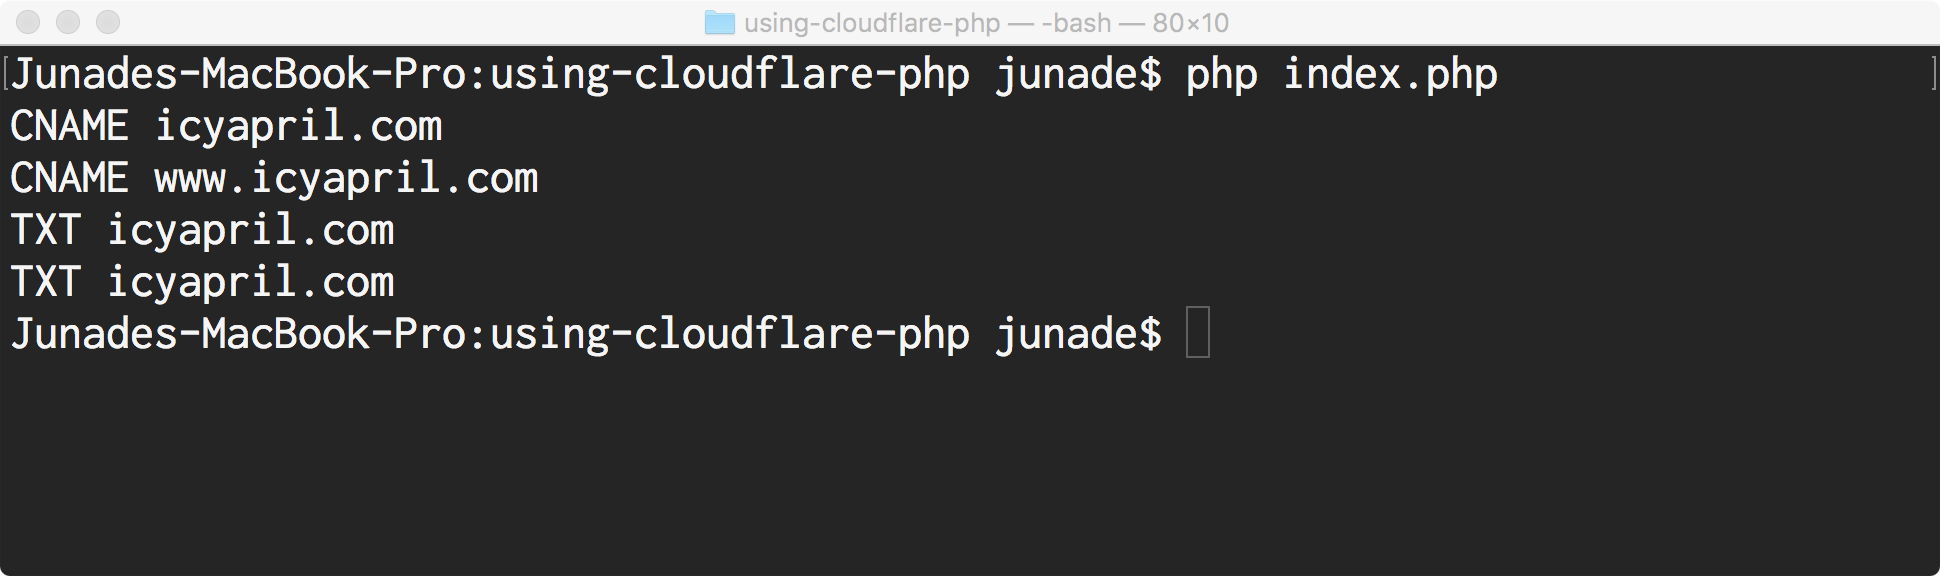 using-cloudflare-php — -bash — 80×10
[Junades-MacBook-Pro:using-cloudflare-php junade$ php index.php ]
CNAME icyapril.com
CNAME www.icyapril.com
TXT icyapril.com
TXT icyapril.com
Junades-MacBook-Pro:using-cloudflare-php junade$